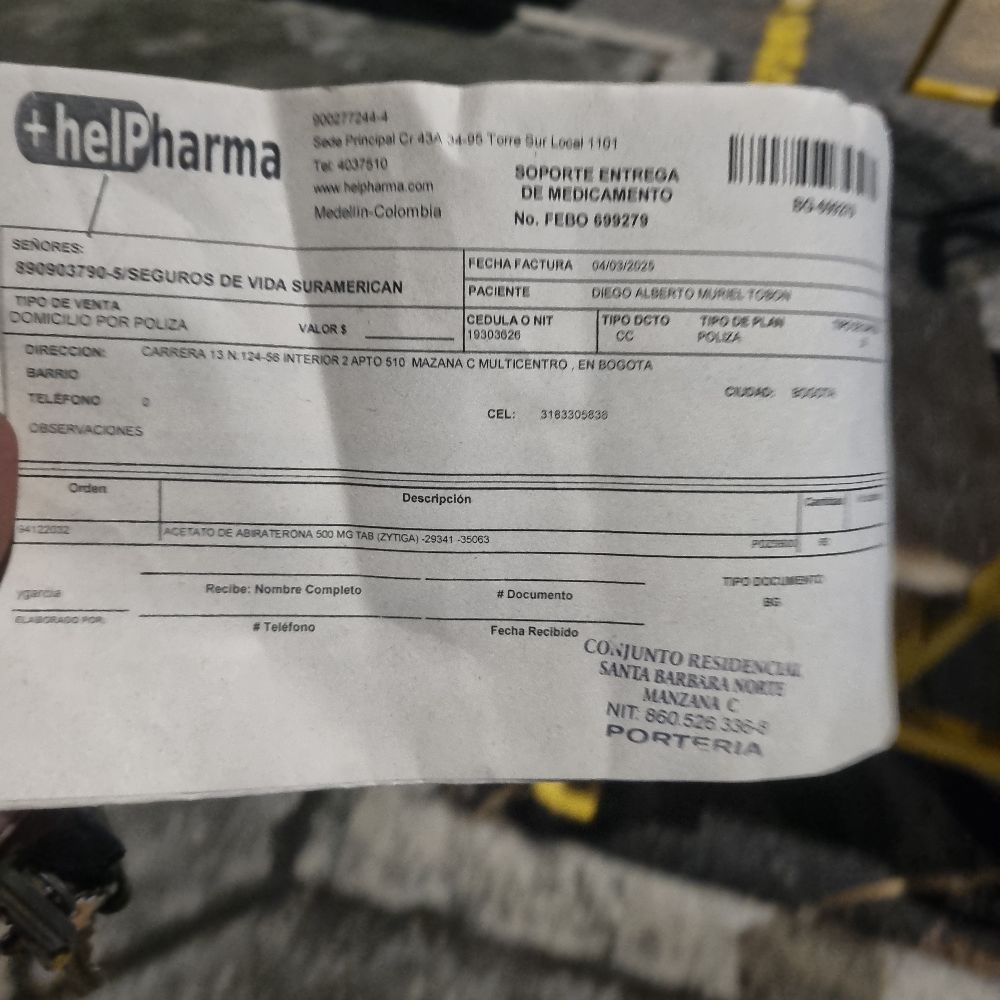 +helPharma
900277244-4
Sede Principal Cr 43A 34-95 Torre Sur Local 1101
Tel: 4037510
www.helpharma.com
Medellin-Colombia
SOPORTE ENTREGA
DE MEDICAMENTO
No. FEBO 699279
SEÑORES:
890903790-5/SEGUROS DE VIDA SURAMERICAN
FECHA FACTURA 04/03/2025
PACIENTE DIEGO ALBERTO MURIEL TOBON
TIPO DE VENTA
DOMICILIO POR POLIZA
VALOR $
CEDULA O NIT
19303626
TIPO DCTO
CC
TIPO DE PLAN
POLIZA
DIRECCION: CARRERA 13 N 124-56 INTERIOR 2 APTO 510 MAZANA C MULTICENTRO , EN BOGOTA
BARRIO
CIUDAD: BOGOTA
TELÉFONO 0
CEL: 3163305838
OBSERVACIONES
Orden Descripción Cantidad
94122032 ACETATO DE ABIRATERONA 500 MG TAB (ZYTIGA) -29341 -35063
Recibe: Nombre Completo # Documento
TIPO DOCUMENTO
BG
ygarcia
ELABORADO POR:
# Teléfono Fecha Recibido
CONJUNTO RESIDENCIAL
SANTA BARBARA NORTE
MANZANA C
NIT: 860.526.336-8
PORTERIA